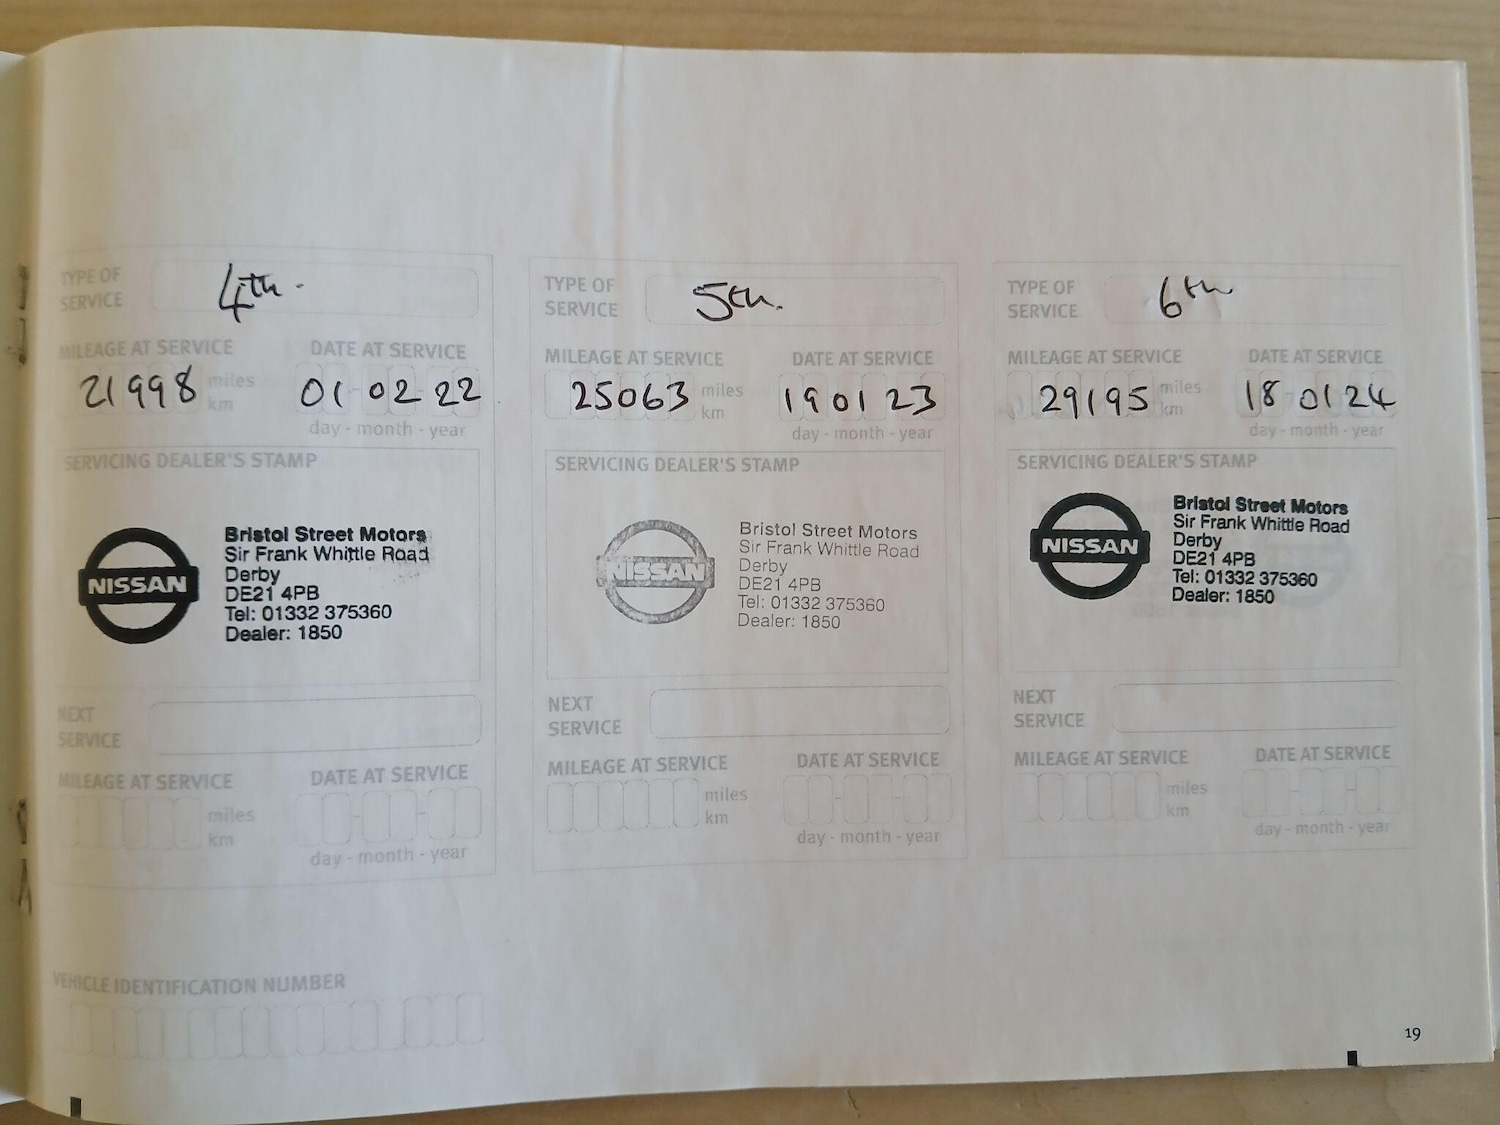 TYPE OF
SERVICE
4th.
MILEAGE AT SERVICE
DATE AT SERVICE
21998 miles
km
01 02 22
day - month - year
SERVICING DEALER'S STAMP
NISSAN
Bristol Street Motors
Sir Frank Whittle Road
Derby
DE21 4PB
Tel: 01332 375360
Dealer: 1850
NEXT
SERVICE
MILEAGE AT SERVICE
DATE AT SERVICE
miles
km
day - month - year
TYPE OF
SERVICE
5th.
MILEAGE AT SERVICE
DATE AT SERVICE
25063 miles
km
19 01 23
day - month - year
SERVICING DEALER'S STAMP
NISSAN
Bristol Street Motors
Sir Frank Whittle Road
Derby
DE21 4PB
Tel: 01332 375360
Dealer: 1850
NEXT
SERVICE
MILEAGE AT SERVICE
DATE AT SERVICE
miles
km
day - month - year
TYPE OF
SERVICE
6th
MILEAGE AT SERVICE
DATE AT SERVICE
29195 miles
km
18 01 24
day - month - year
SERVICING DEALER'S STAMP
NISSAN
Bristol Street Motors
Sir Frank Whittle Road
Derby
DE21 4PB
Tel: 01332 375360
Dealer: 1850
NEXT
SERVICE
MILEAGE AT SERVICE
DATE AT SERVICE
miles
km
day - month - year
VEHICLE IDENTIFICATION NUMBER
19